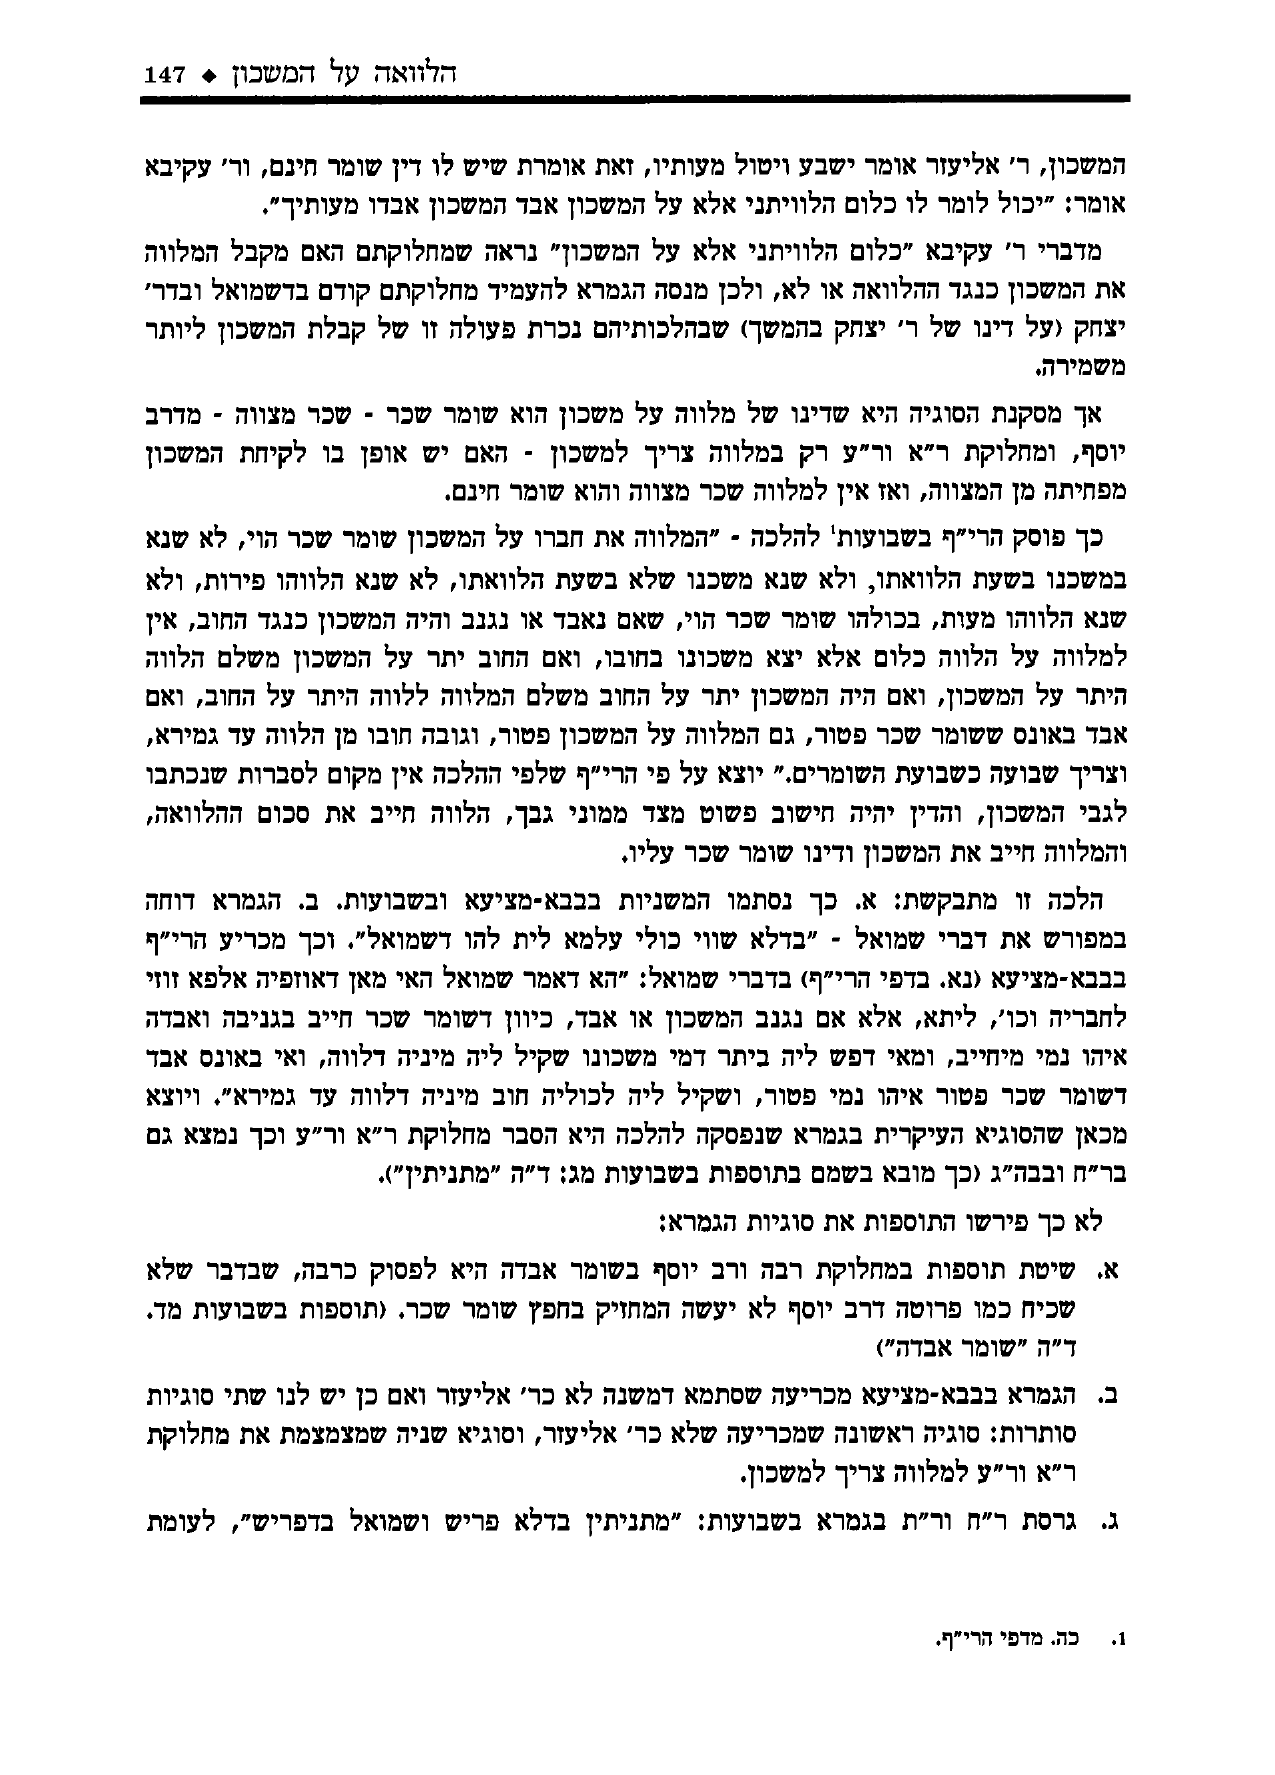 הלוואה על המשכון ◆ 147
המשכון, ר׳ אליעזר אומר ישבע ויטול מעותיו, זאת אומרת שיש לו דין שומר חינם, ור׳ עקיבא
אומר: ״יכול לומר לו כלום הלוויתני אלא על המשכון אבד המשכון אבדו מעותיך״.
מדברי ר׳ עקיבא ״כלום הלוויתני אלא על המשכון״ נראה שמחלוקתם האם מקבל המלווה
את המשכון כנגד ההלוואה או לא, ולכן מנסה הגמרא להעמיד מחלוקתם קודם בדשמואל ובדר׳
יצחק (על דינו של ר׳ יצחק בהמשך) שבהלכותיהם נכרת פעולה זו של קבלת המשכון ליותר
משמירה.
אך מסקנת הסוגיה היא שדינו של מלווה על משכון הוא שומר שכר - שכר מצווה - מדרב
יוסף, ומחלוקת ר״א ור״ע רק במלווה צריך למשכון - האם יש אופן בו לקיחת המשכון
מפחיתה מן המצווה, ואז אין למלווה שכר מצווה והוא שומר חינם.
כך פוסק הרי״ף בשבועות¹ להלכה - ״המלווה את חברו על המשכון שומר שכר הוי, לא שנא
במשכנו בשעת הלוואתו, ולא שנא משכנו שלא בשעת הלוואתו, לא שנא הלווהו פירות, ולא
שנא הלווהו מעות, בכולהו שומר שכר הוי, שאם נאבד או נגנב והיה המשכון כנגד החוב, אין
למלווה על הלווה כלום אלא יצא משכונו בחובו, ואם החוב יתר על המשכון משלם הלווה
היתר על המשכון, ואם היה המשכון יתר על החוב משלם המלווה ללווה היתר על החוב, ואם
אבד באונס ששומר שכר פטור, גם המלווה על המשכון פטור, וגובה חובו מן הלווה עד גמירא,
וצריך שבועה כשבועת השומרים.״ יוצא על פי הרי״ף שלפי ההלכה אין מקום לסברות שנכתבו
לגבי המשכון, והדין יהיה חישוב פשוט מצד ממוני גבך, הלווה חייב את סכום ההלוואה,
והמלווה חייב את המשכון ודינו שומר שכר עליו.
הלכה זו מתבקשת: א. כך נסתמו המשניות בבבא-מציעא ובשבועות. ב. הגמרא דוחה
במפורש את דברי שמואל - ״בדלא שווי כולי עלמא לית להו דשמואל״. וכך מכריע הרי״ף
בבבא-מציעא (נא. בדפי הרי״ף) בדברי שמואל: ״הא דאמר שמואל האי מאן דאוזפיה אלפא זוזי
לחבריה וכו׳, ליתא, אלא אם נגנב המשכון או אבד, כיוון דשומר שכר חייב בגניבה ואבדה
איהו נמי מיחייב, ומאי דפש ליה ביתר דמי משכונו שקיל ליה מיניה דלווה, ואי באונס אבד
דשומר שכר פטור איהו נמי פטור, ושקיל ליה לכוליה חוב מיניה דלווה עד גמירא״. ויוצא
מכאן שהסוגיא העיקרית בגמרא שנפסקה להלכה היא הסבר מחלוקת ר״א ור״ע וכך נמצא גם
בר״ח ובבה״ג (כך מובא בשמם בתוספות בשבועות מג: ד״ה ״מתניתין״).
לא כך פירשו התוספות את סוגיות הגמרא:
א. שיטת תוספות במחלוקת רבה ורב יוסף בשומר אבדה היא לפסוק כרבה, שבדבר שלא
שכיח כמו פרוטה דרב יוסף לא יעשה המחזיק בחפץ שומר שכר. (תוספות בשבועות מד.
ד״ה ״שומר אבדה״)
ב. הגמרא בבבא-מציעא מכריעה שסתמא דמשנה לא כר׳ אליעזר ואם כן יש לנו שתי סוגיות
סותרות: סוגיה ראשונה שמכריעה שלא כר׳ אליעזר, וסוגיא שניה שמצמצמת את מחלוקת
ר״א ור״ע למלווה צריך למשכון.
ג. גרסת ר״ח ור״ת בגמרא בשבועות: ״מתניתין בדלא פריש ושמואל בדפריש״, לעומת
1. כה. מדפי הרי״ף.